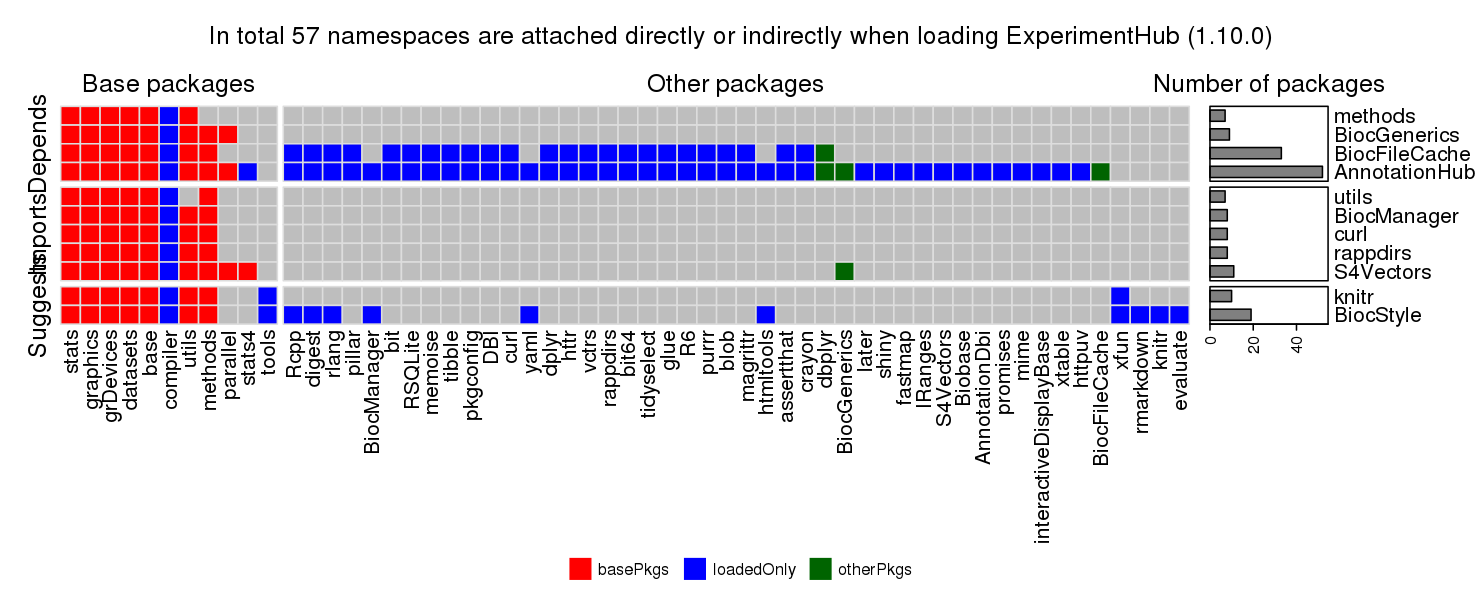 In total 57 namespaces are attached directly or indirectly when loading ExperimentHub (1.10.0)
Base packages
Other packages
Number of packages
Depends
Imports
Suggests
methods
BiocGenerics
BiocFileCache
AnnotationHub
utils
BiocManager
curl
rappdirs
S4Vectors
knitr
BiocStyle
0
20
40
stats
graphics
grDevices
datasets
base
compiler
utils
methods
parallel
stats4
tools
Rcpp
digest
rlang
pillar
BiocManager
bit
RSQLite
memoise
tibble
pkgconfig
DBI
curl
yaml
dplyr
httr
vctrs
rappdirs
bit64
tidyselect
glue
R6
purrr
blob
magrittr
htmltools
assertthat
crayon
dbplyr
BiocGenerics
later
shiny
fastmap
IRanges
S4Vectors
Biobase
AnnotationDbi
promises
mime
interactiveDisplayBase
xtable
httpuv
BiocFileCache
xfun
rmarkdown
knitr
evaluate
basePkgs
loadedOnly
otherPkgs